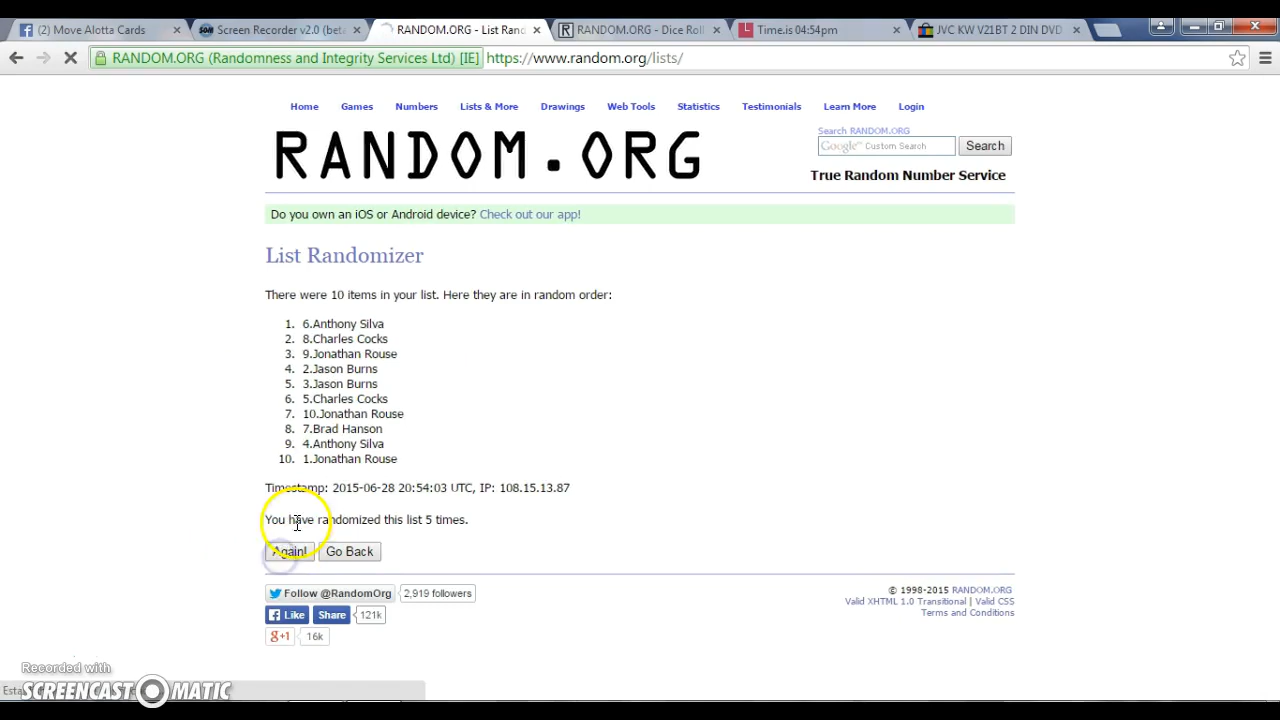 (2) Move Alotta Cards
Screen Recorder v2.0 (bet
RANDOM.ORG - List Ran
RANDOM.ORG - Dice Roll
Time.is 04:54pm
JVC KW V21BT 2 DIN DVD
RANDOM.ORG (Randomness and Integrity Services Ltd) [IE] https://www.random.org/lists/
Home Games Numbers Lists & More Drawings Web Tools Statistics Testimonials Learn More Login
RANDOM.ORG
Search RANDOM.ORG
Google Custom Search Search
True Random Number Service
Do you own an iOS or Android device? Check out our app!
List Randomizer
There were 10 items in your list. Here they are in random order:
1. 6.Anthony Silva
2. 8.Charles Cocks
3. 9.Jonathan Rouse
4. 2.Jason Burns
5. 3.Jason Burns
6. 5.Charles Cocks
7. 10.Jonathan Rouse
8. 7.Brad Hanson
9. 4.Anthony Silva
10. 1.Jonathan Rouse
Timestamp: 2015-06-28 20:54:03 UTC, IP: 108.15.13.87
You have randomized this list 5 times.
Again! Go Back
Follow @RandomOrg 2,919 followers
Like Share 121k
g+1 16k
© 1998-2015 RANDOM.ORG
Valid XHTML 1.0 Transitional | Valid CSS
Terms and Conditions
Recorded with
SCREENCAST MATIC